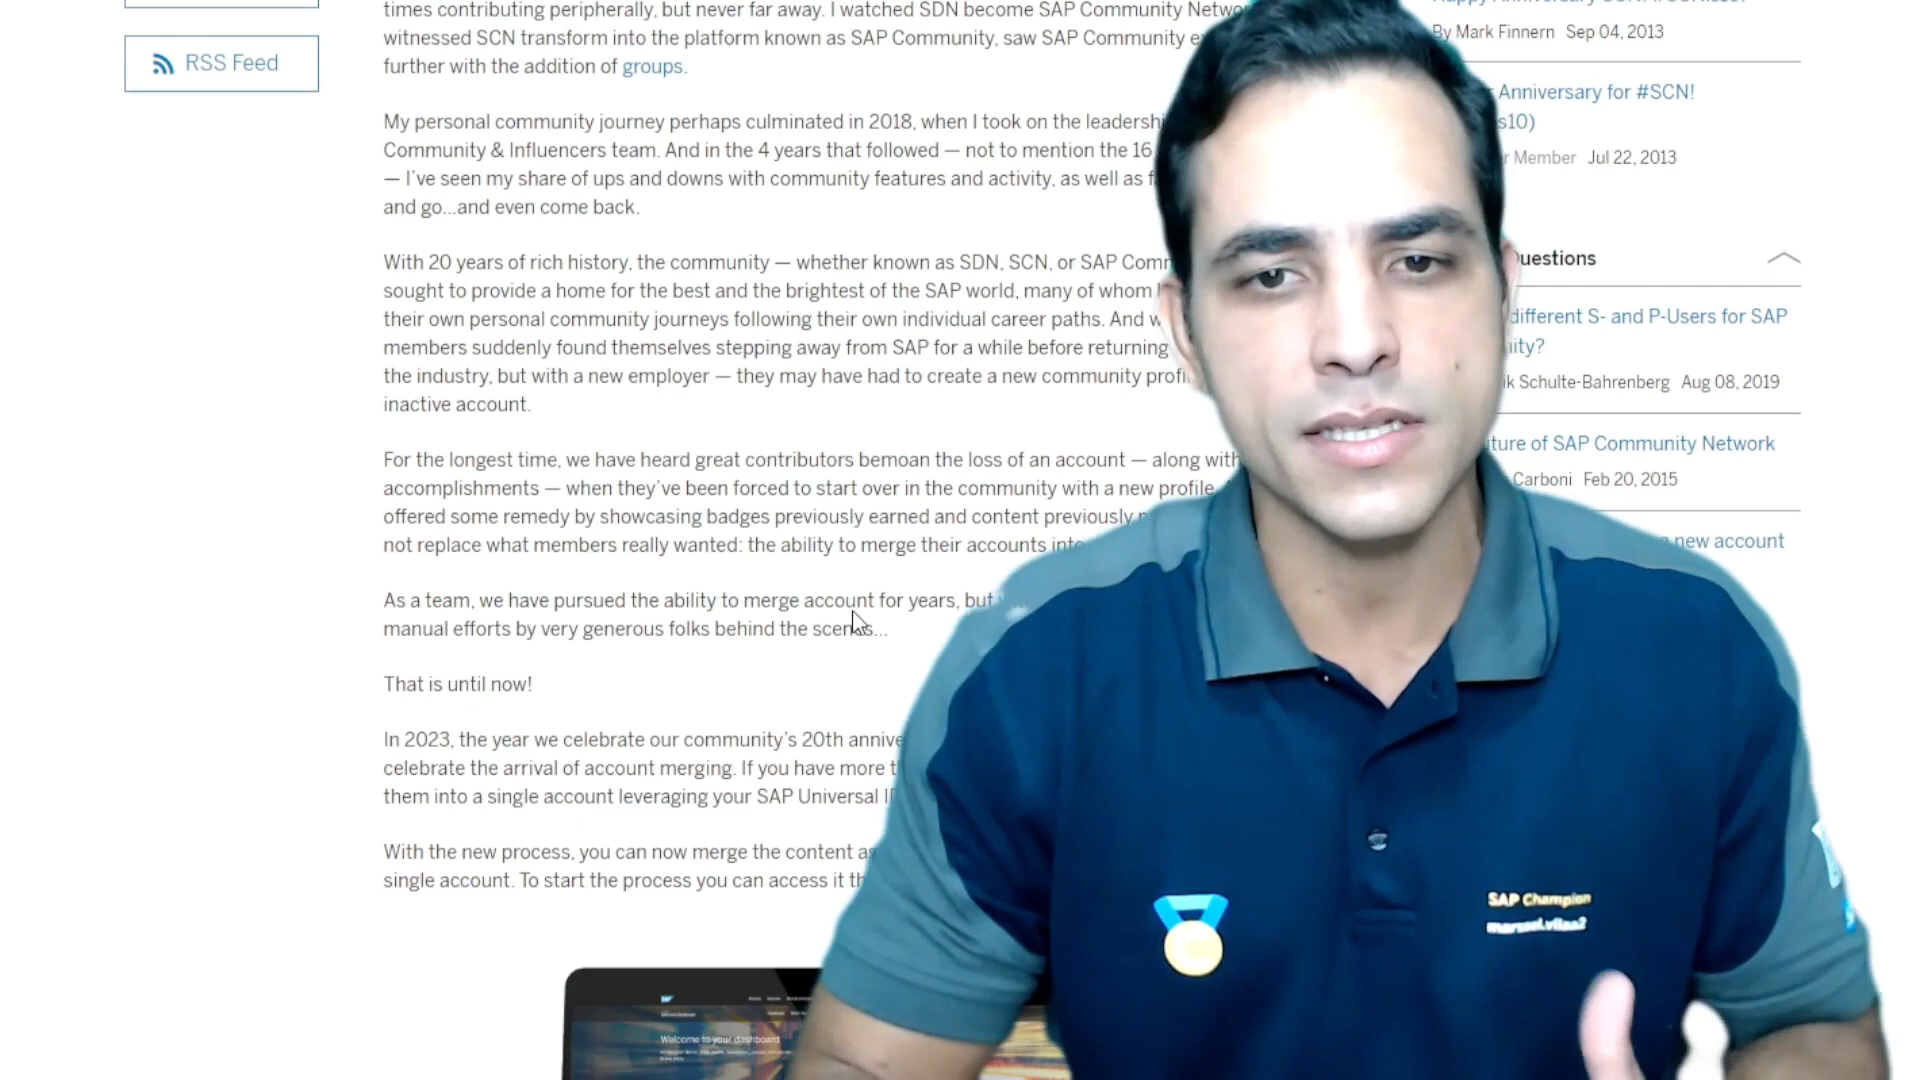 times contributing peripherally, but never far away. I watched SDN become SAP Community
witnessed SCN transform into the platform known as SAP Community, saw SAP Community
further with the addition of groups.
RSS Feed
My personal community journey perhaps culminated in 2018, when I took on the
Community & Influencers team. And in the 4 years that followed — not to mention the 16
— I've seen my share of ups and downs with community features and activity, as well as
and go...and even come back.
With 20 years of rich history, the community — whether known as SDN, SCN, or SAP
sought to provide a home for the best and the brightest of the SAP world, many of whom
their own personal community journeys following their own individual career paths. And
members suddenly found themselves stepping away from SAP for a while before returning
the industry, but with a new employer — they may have had to create a new community
inactive account.
For the longest time, we have heard great contributors bemoan the loss of an account — along with
accomplishments — when they've been forced to start over in the community with a new profile.
offered some remedy by showcasing badges previously earned and content previously
not replace what members really wanted: the ability to merge their accounts
As a team, we have pursued the ability to merge account for years, but
manual efforts by very generous folks behind the scenes...
That is until now!
In 2023, the year we celebrate our community's 20th
celebrate the arrival of account merging. If you have more
them into a single account leveraging your SAP Universal
With the new process, you can now merge the content
single account. To start the process you can access it
Welcome to your dashboard
By Mark Finnern Sep 04, 2013
Anniversary for #SCN!
s10)
Member Jul 22, 2013
uestions
different S- and P-Users for SAP
ity?
ik Schulte-Bahrenberg Aug 08, 2019
ture of SAP Community Network
Carboni Feb 20, 2015
new account
SAP Champion